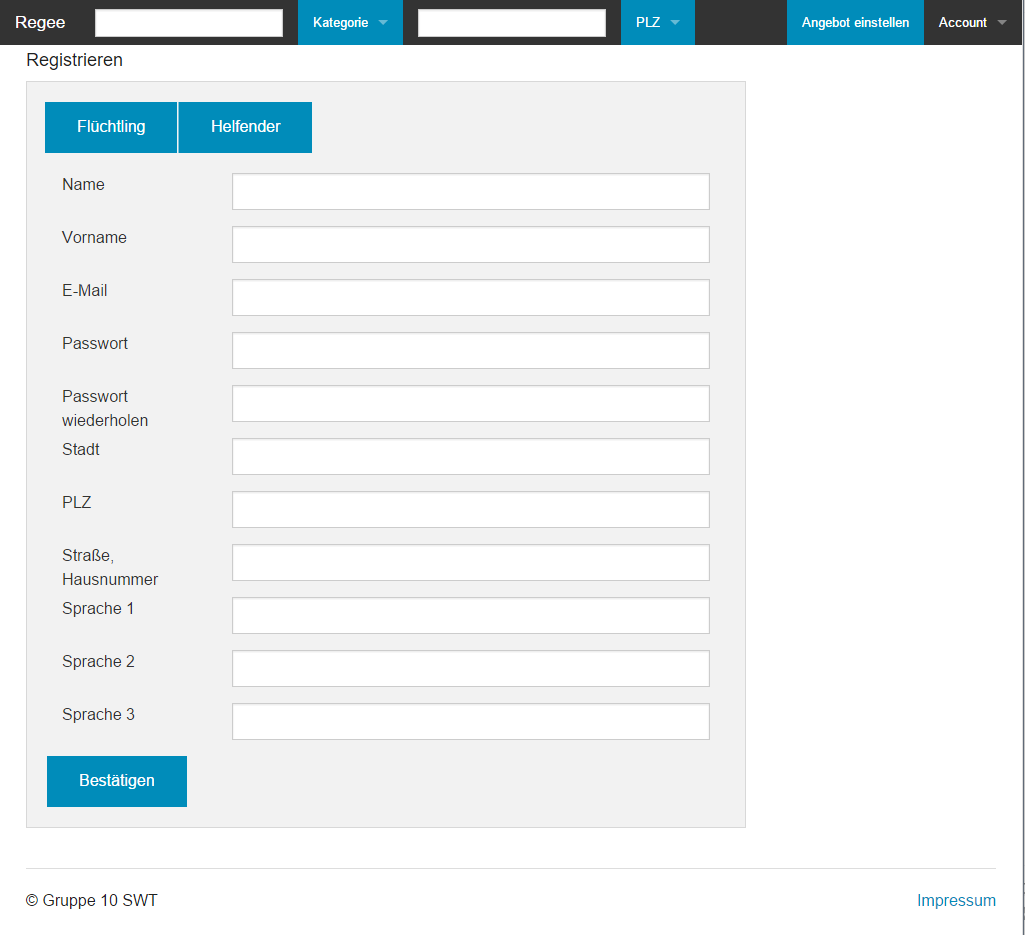 Regee Kategorie PLZ Angebot einstellen Account
Registrieren
Flüchtling Helfender
Name
Vorname
E-Mail
Passwort
Passwort
wiederholen
Stadt
PLZ
Straße,
Hausnummer
Sprache 1
Sprache 2
Sprache 3
Bestätigen
© Gruppe 10 SWT Impressum